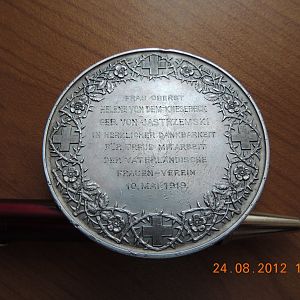 FRAU OBERST
HELENE VON DEM KNESEBECK
GEB. VON JASTRZEMSKI
IN HERZLICHER DANKBARKEIT
FÜR TREUE MITARBEIT
DER VATERLÄNDISCHE
FRAUEN-VEREIN
10. MAI 1919.
24.08.2012 1